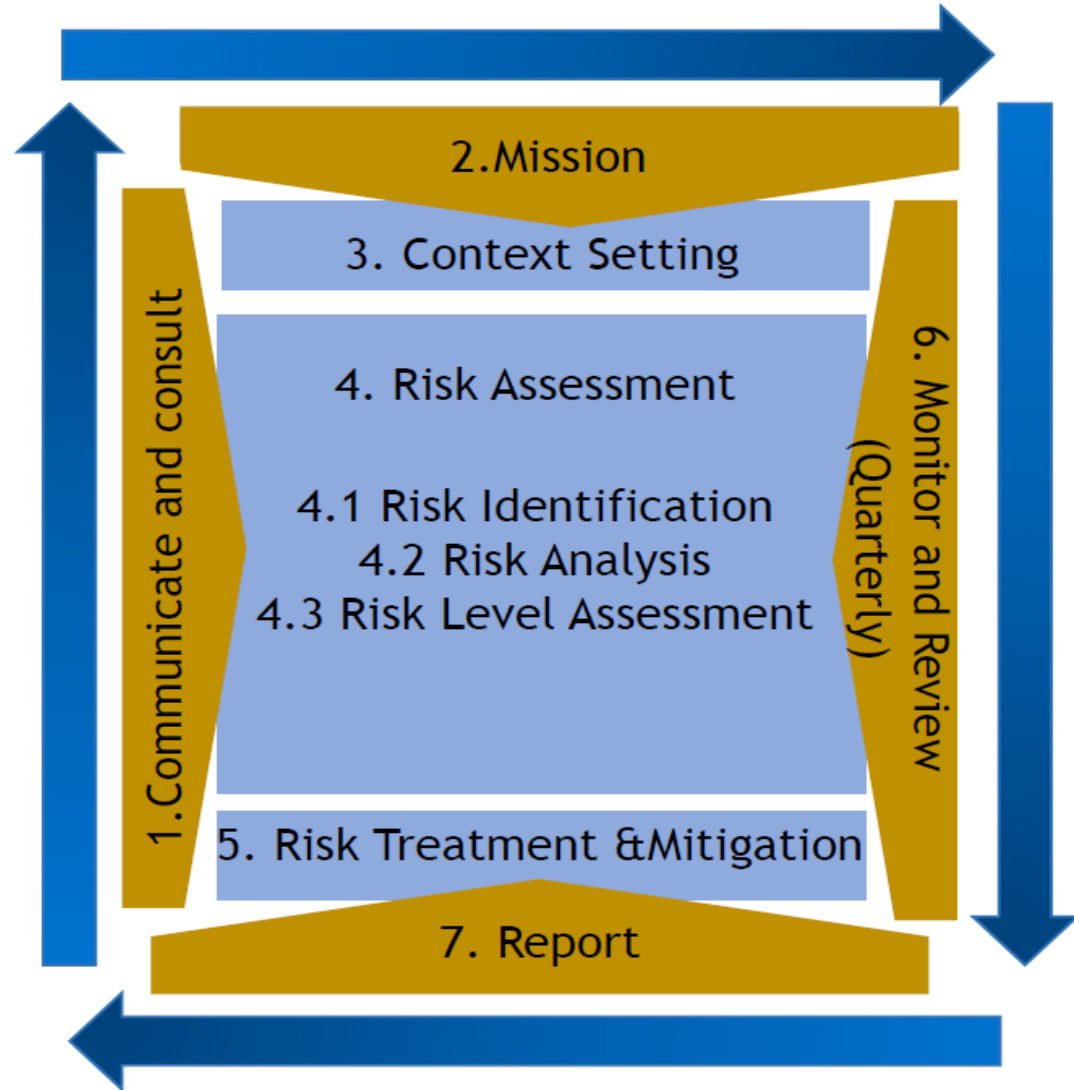 2.Mission
3. Context Setting
1.Communicate and consult
4. Risk Assessment
4.1 Risk Identification
4.2 Risk Analysis
4.3 Risk Level Assessment
6. Monitor and Review
(Quarterly)
5. Risk Treatment &Mitigation
7. Report